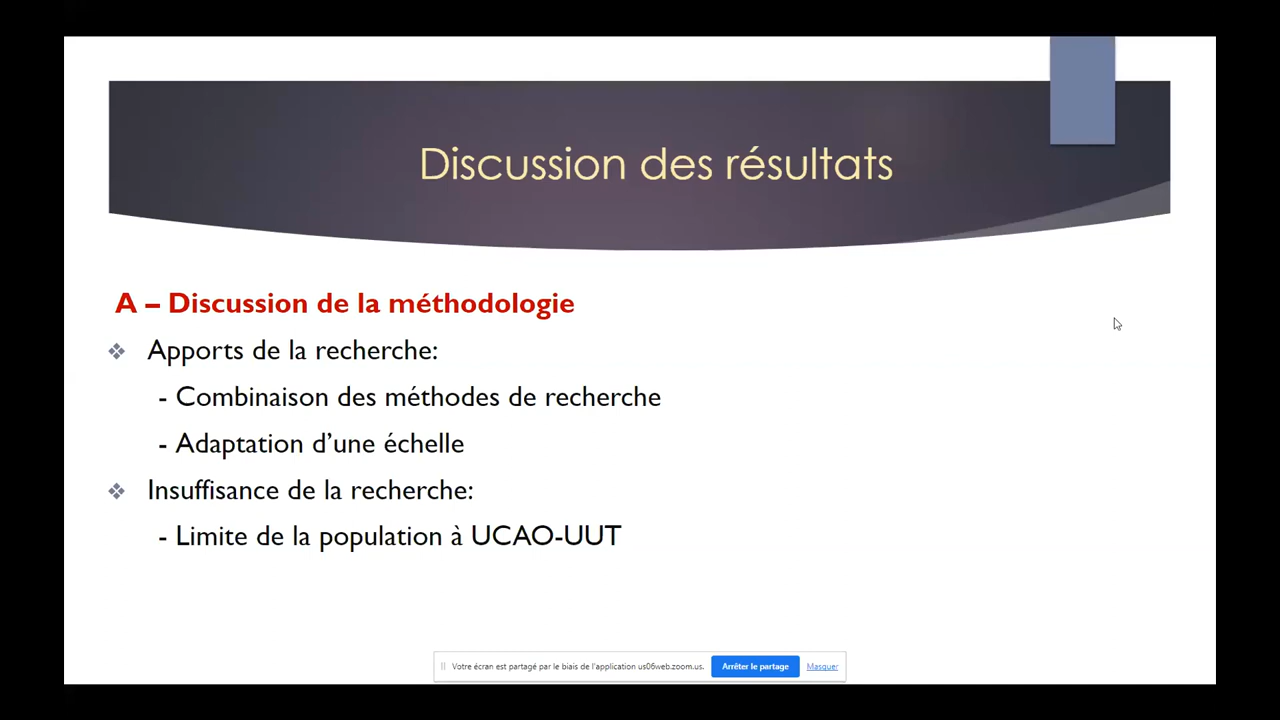 Discussion des résultats
A – Discussion de la méthodologie
❖ Apports de la recherche:
- Combinaison des méthodes de recherche
- Adaptation d’une échelle
❖ Insuffisance de la recherche:
- Limite de la population à UCAO-UUT
Votre écran est partagé par le biais de l'application us06web.zoom.us. Arrêter le partage Masquer